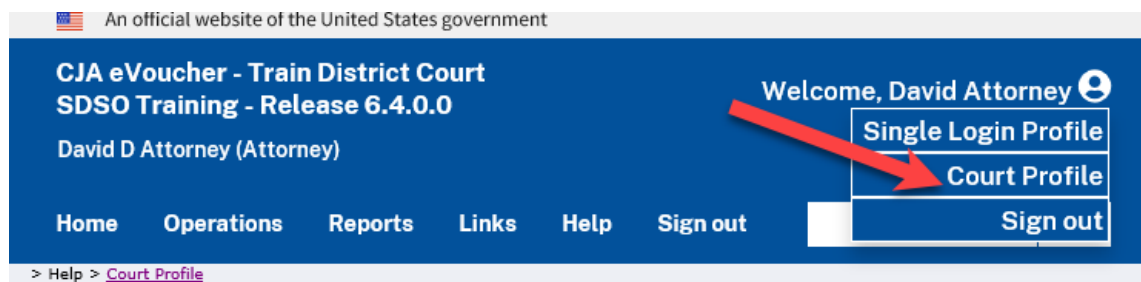 An official website of the United States government
CJA eVoucher - Train District Court
SDSO Training - Release 6.4.0.0
David D Attorney (Attorney)
Welcome, David Attorney
Single Login Profile
Court Profile
Sign out
Home Operations Reports Links Help Sign out
> Help > Court Profile